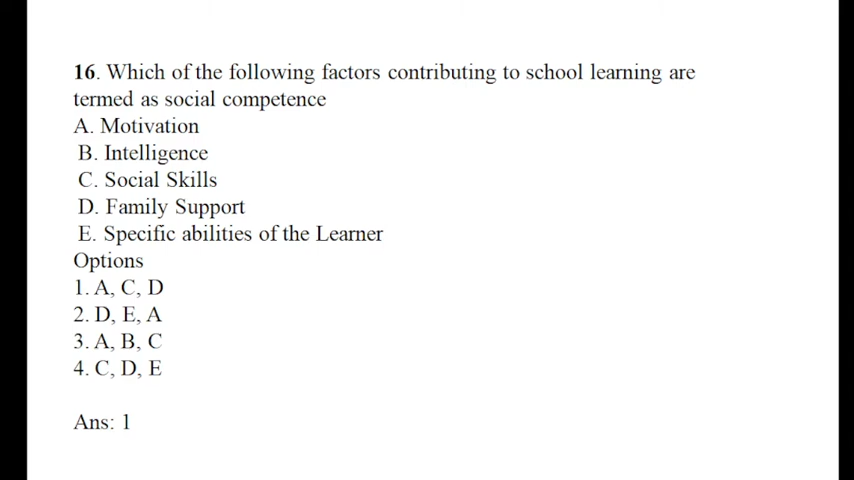 16. Which of the following factors contributing to school learning are
termed as social competence
A. Motivation
B. Intelligence
C. Social Skills
D. Family Support
E. Specific abilities of the Learner
Options
1. A, C, D
2. D, E, A
3. A, B, C
4. C, D, E
Ans: 1